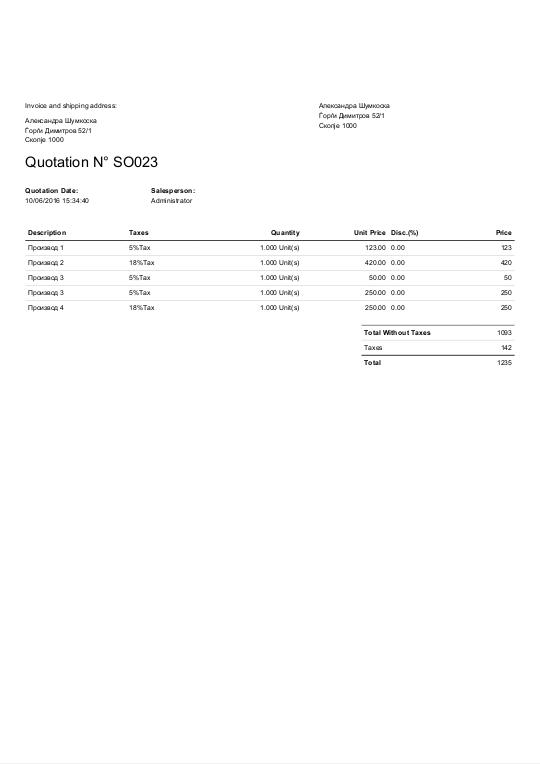 Invoice and shipping address:
Александра Шумкоска
Ѓорѓи Димитров 52/1
Скопје 1000
Александра Шумкоска
Ѓорѓи Димитров 52/1
Скопје 1000
Quotation N° SO023
Quotation Date: Salesperson:
10/06/2016 15:34:40 Administrator
Description Taxes Quantity Unit Price Disc.(%) Price
Производ 1 5%Tax 1.000 Unit(s) 123.00 0.00 123
Производ 2 18%Tax 1.000 Unit(s) 420.00 0.00 420
Производ 3 5%Tax 1.000 Unit(s) 50.00 0.00 50
Производ 3 5%Tax 1.000 Unit(s) 250.00 0.00 250
Производ 4 18%Tax 1.000 Unit(s) 250.00 0.00 250
Total Without Taxes 1093
Taxes 142
Total 1235